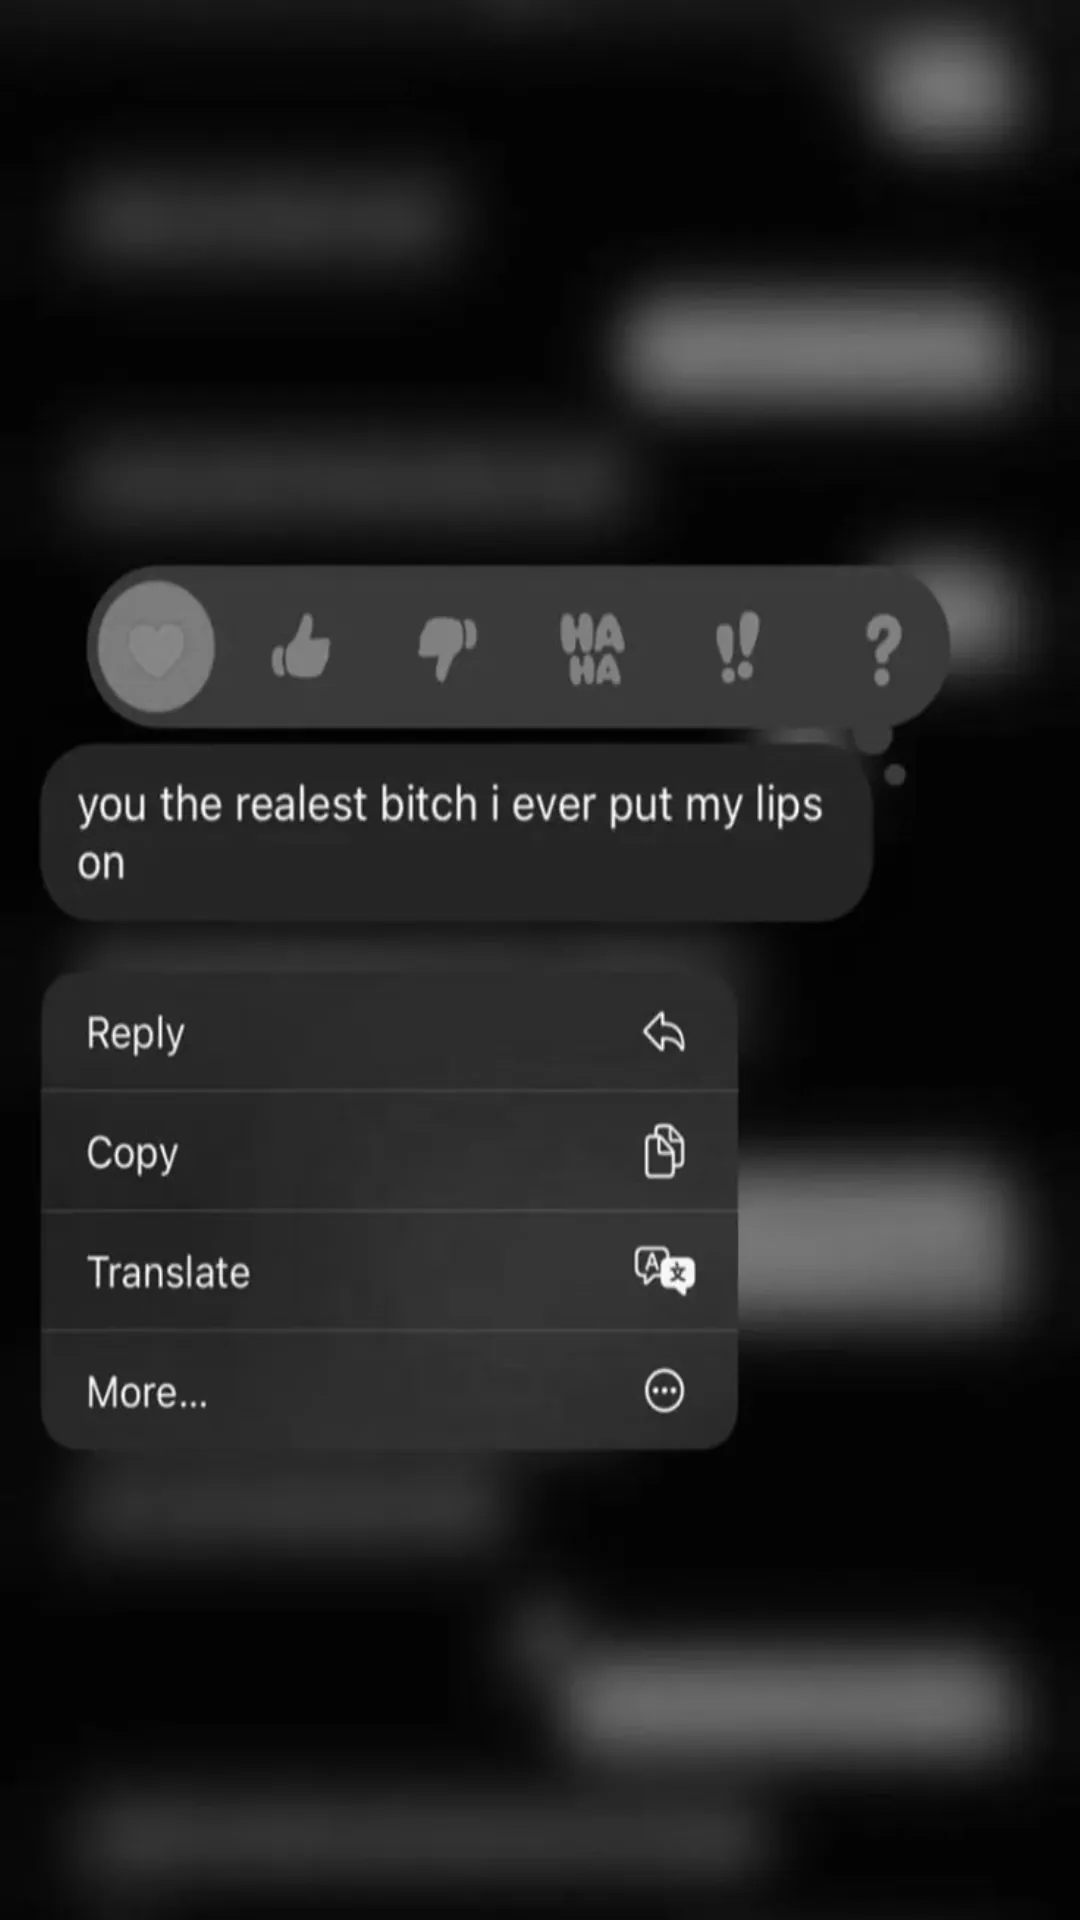 HA
HA
you the realest bitch i ever put my lips
on
Reply
Copy
Translate
More...